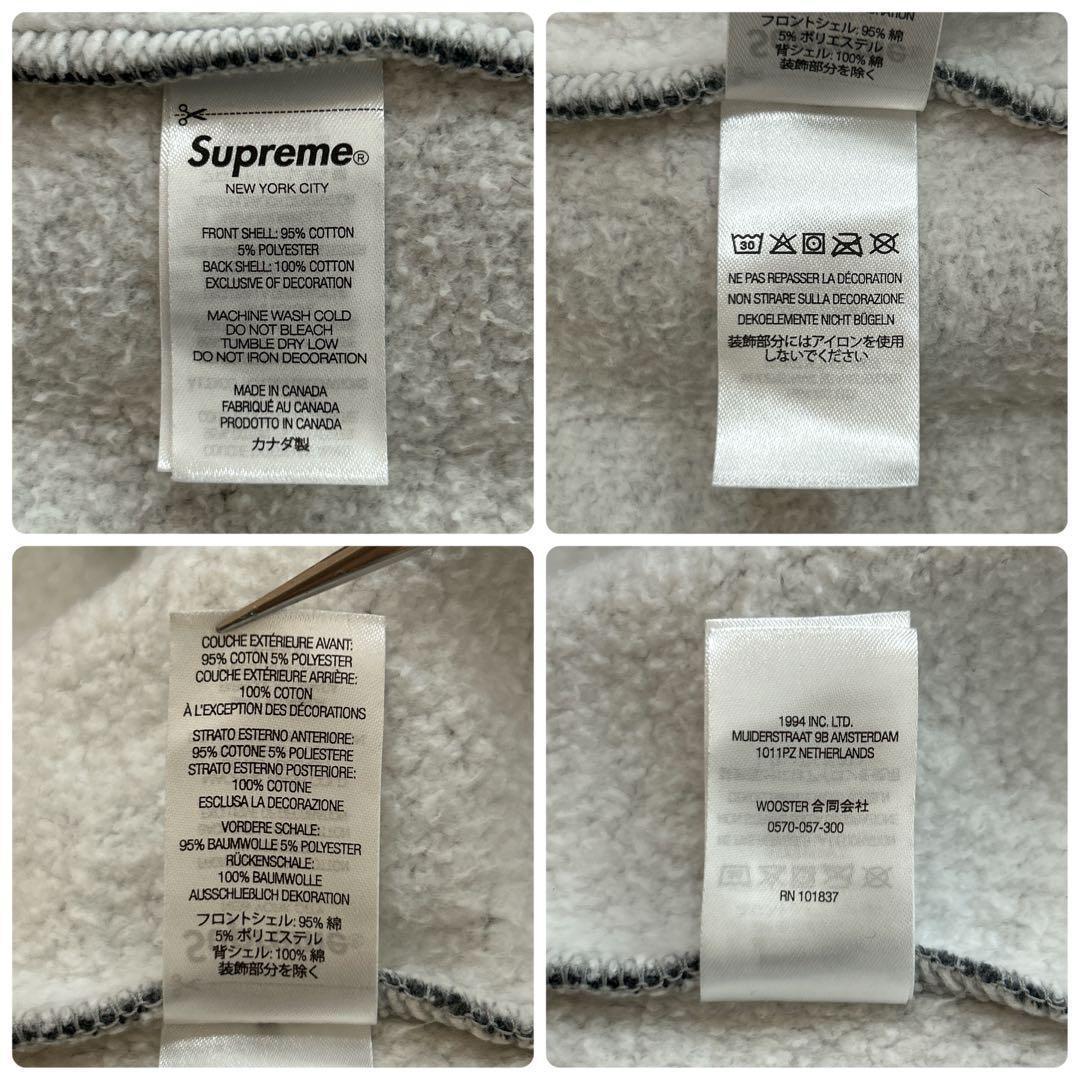 Supreme®
NEW YORK CITY
FRONT SHELL: 95% COTTON
5% POLYESTER
BACK SHELL: 100% COTTON
EXCLUSIVE OF DECORATION
MACHINE WASH COLD
DO NOT BLEACH
TUMBLE DRY LOW
DO NOT IRON DECORATION
MADE IN CANADA
FABRIQUÉ AU CANADA
PRODOTTO IN CANADA
カナダ製
フロントシェル: 95% 綿
5% ポリエステル
背シェル: 100% 綿
装飾部分を除く
30
NE PAS REPASSER LA DÉCORATION
NON STIRARE SULLA DECORAZIONE
DEKOELEMENTE NICHT BÜGELN
装飾部分にはアイロンを使用
しないでください
COUCHE EXTÉRIEURE AVANT:
95% COTON 5% POLYESTER
COUCHE EXTÉRIEURE ARRIÈRE:
100% COTON
À L'EXCEPTION DES DÉCORATIONS
STRATO ESTERNO ANTERIORE:
95% COTONE 5% POLIESTERE
STRATO ESTERNO POSTERIORE:
100% COTONE
ESCLUSA LA DECORAZIONE
VORDERE SCHALE:
95% BAUMWOLLE 5% POLYESTER
RÜCKENSCHALE:
100% BAUMWOLLE
AUSSCHLIEßLICH DEKORATION
フロントシェル: 95% 綿
5% ポリエステル
背シェル: 100% 綿
装飾部分を除く
1994 INC. LTD.
MUIDERSTRAAT 9B AMSTERDAM
1011PZ NETHERLANDS
WOOSTER 合同会社
0570-057-300
RN 101837